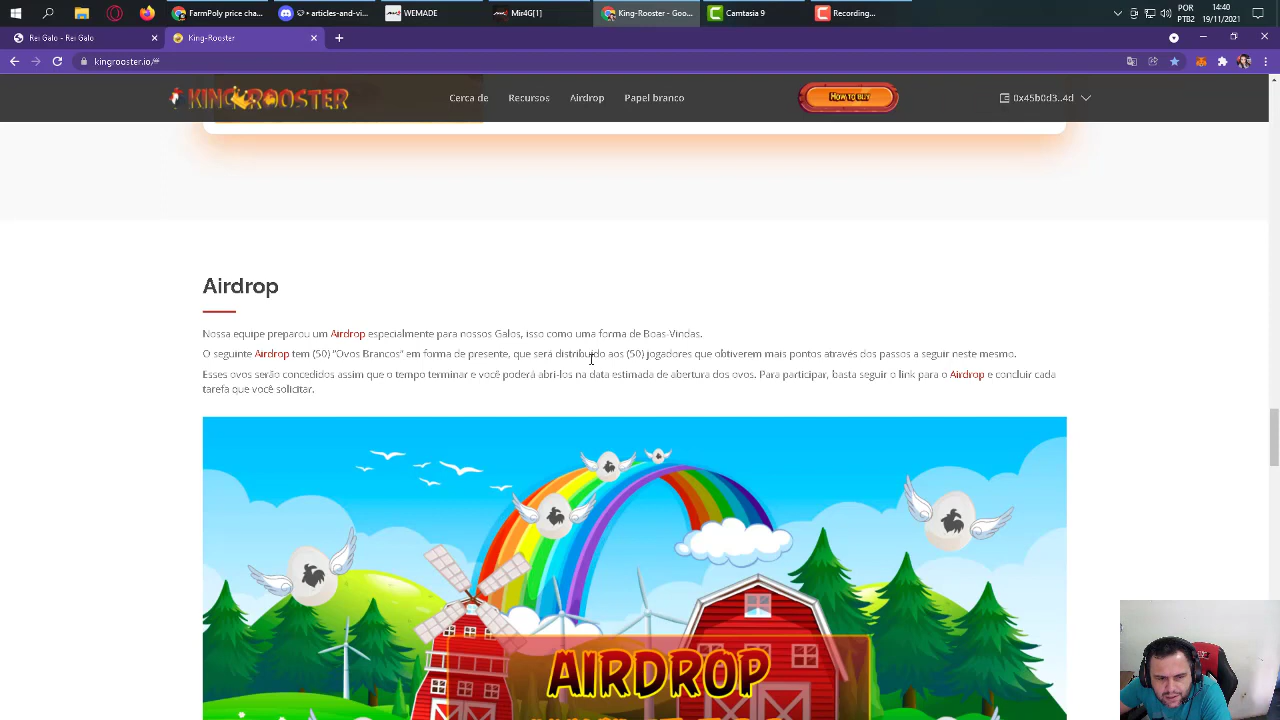 FarmPoly airdrop cha...
articles-and-vi...
WEMADE
Mir4G[1]
King-Rooster - Goo...
Camtasia 9
Recording...
POR
PTB2
14:40
19/11/2021
Rei Galo - Rei Galo
King-Rooster
kingrooster.io/#
KING ROOSTER
Cerca de
Recursos
Airdrop
Papel branco
HOW TO BUY
0x45b0d3..4d
Airdrop
Nossa equipe preparou um Airdrop especialmente para nossos Galos, isso como uma forma de Boas-Vindas.
O seguinte Airdrop tem (50) "Ovos Brancos" em forma de presente, que será distribuído aos (50) jogadores que obtiverem mais pontos através dos passos a seguir neste mesmo.
Esses ovos serão concedidos assim que o tempo terminar e você poderá abri-los na data estimada de abertura dos ovos. Para participar, basta seguir o link para o Airdrop e concluir cada
tarefa que você solicitar.
AIRDROP